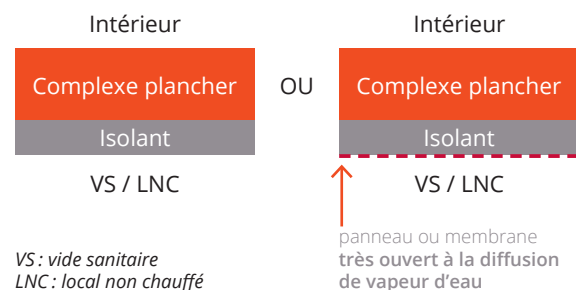 Intérieur
Complexe plancher
Isolant
VS / LNC
OU
Intérieur
Complexe plancher
Isolant
VS / LNC
panneau ou membrane
très ouvert à la diffusion
de vapeur d'eau
VS : vide sanitaire
LNC : local non chauffé